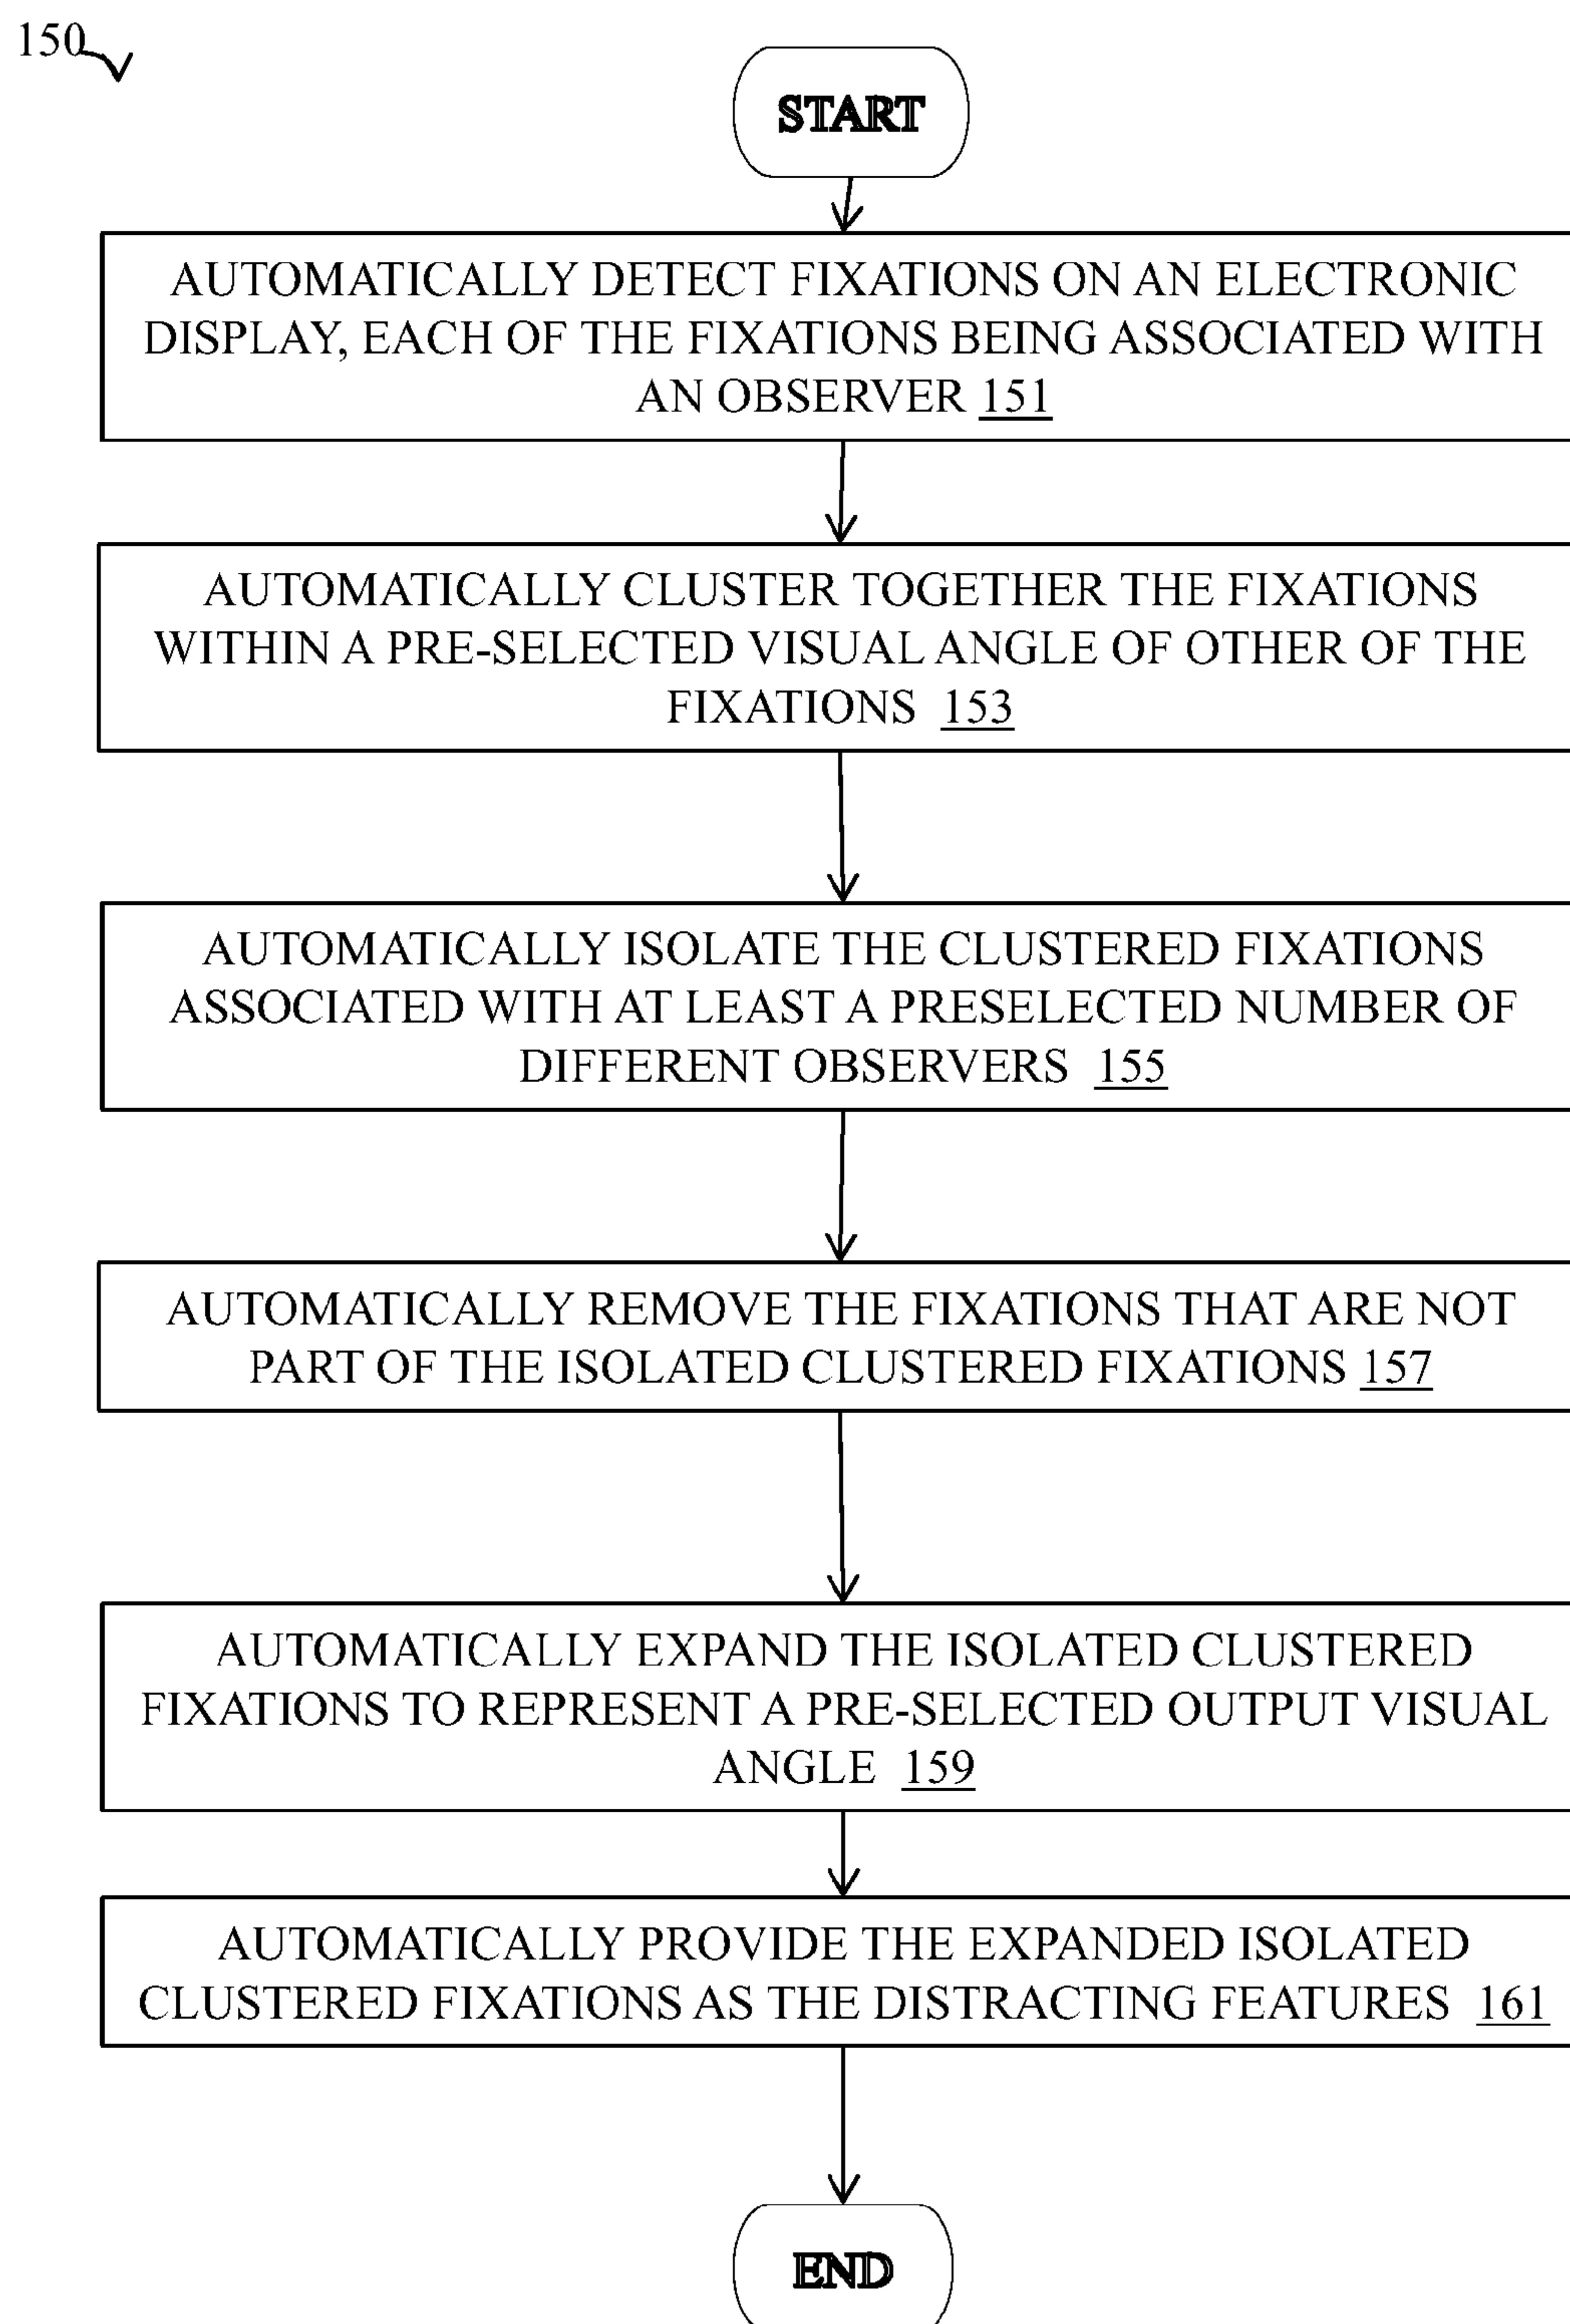 150
START
AUTOMATICALLY DETECT FIXATIONS ON AN ELECTRONIC
DISPLAY, EACH OF THE FIXATIONS BEING ASSOCIATED WITH
AN OBSERVER 151
AUTOMATICALLY CLUSTER TOGETHER THE FIXATIONS
WITHIN A PRE-SELECTED VISUAL ANGLE OF OTHER OF THE
FIXATIONS 153
AUTOMATICALLY ISOLATE THE CLUSTERED FIXATIONS
ASSOCIATED WITH AT LEAST A PRESELECTED NUMBER OF
DIFFERENT OBSERVERS 155
AUTOMATICALLY REMOVE THE FIXATIONS THAT ARE NOT
PART OF THE ISOLATED CLUSTERED FIXATIONS 157
AUTOMATICALLY EXPAND THE ISOLATED CLUSTERED
FIXATIONS TO REPRESENT A PRE-SELECTED OUTPUT VISUAL
ANGLE 159
AUTOMATICALLY PROVIDE THE EXPANDED ISOLATED
CLUSTERED FIXATIONS AS THE DISTRACTING FEATURES 161
END